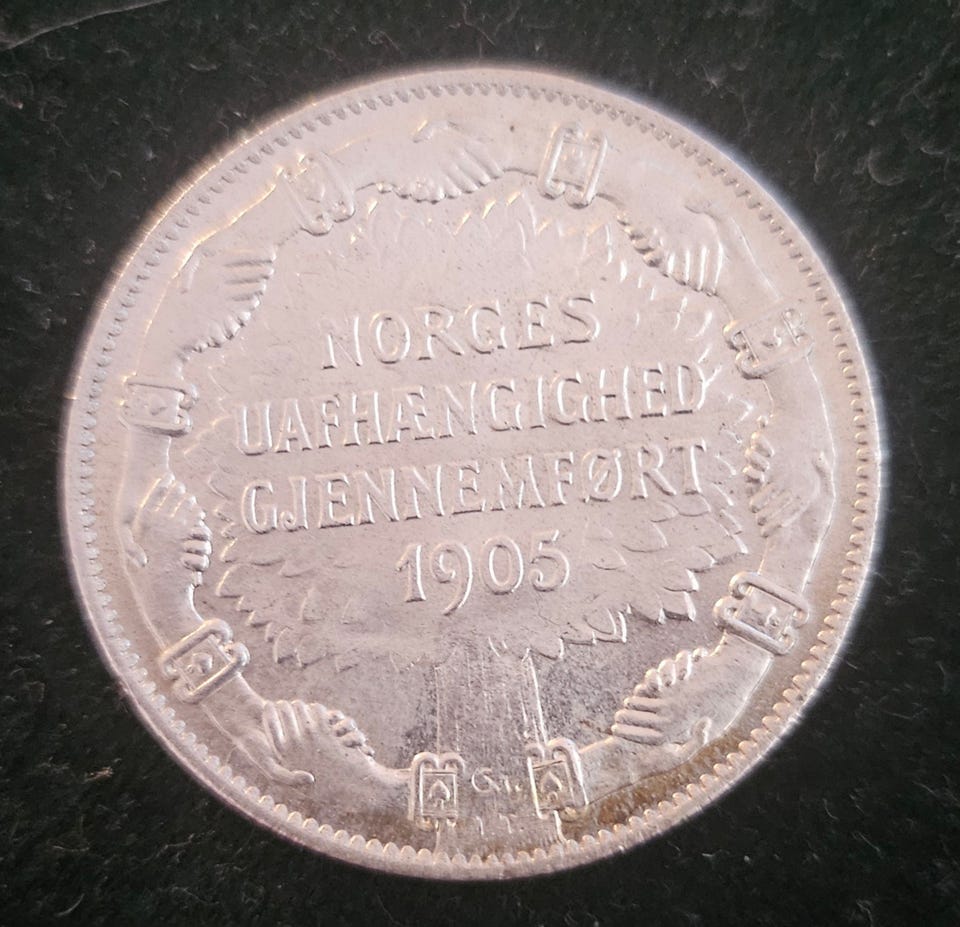 NORGES
UAFHÆNGIGHED
GJENNEMFØRT
1905
I T